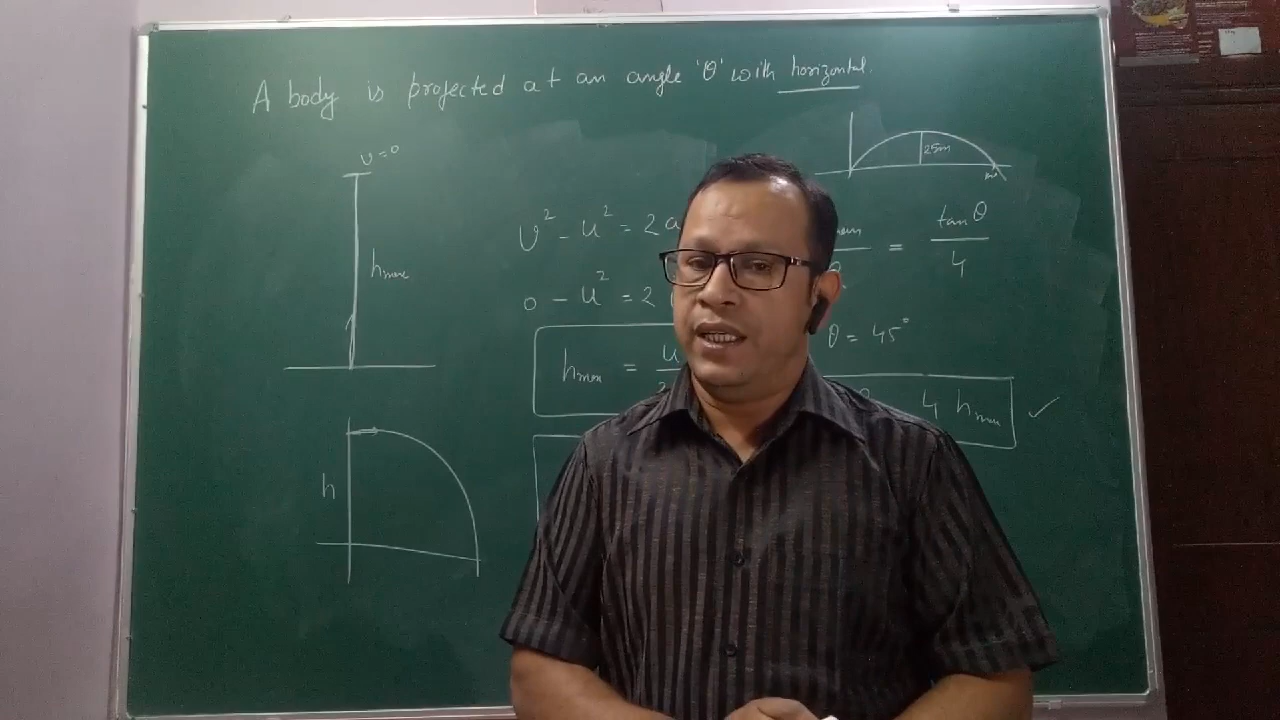 A body is projected at an angle 'θ' with horizontal.
v=0
25m
v² - u² = 2a
= tanθ / 4
hmax
0 - u² = 2
θ = 45°
hmax = u
4 hmax ✓
h